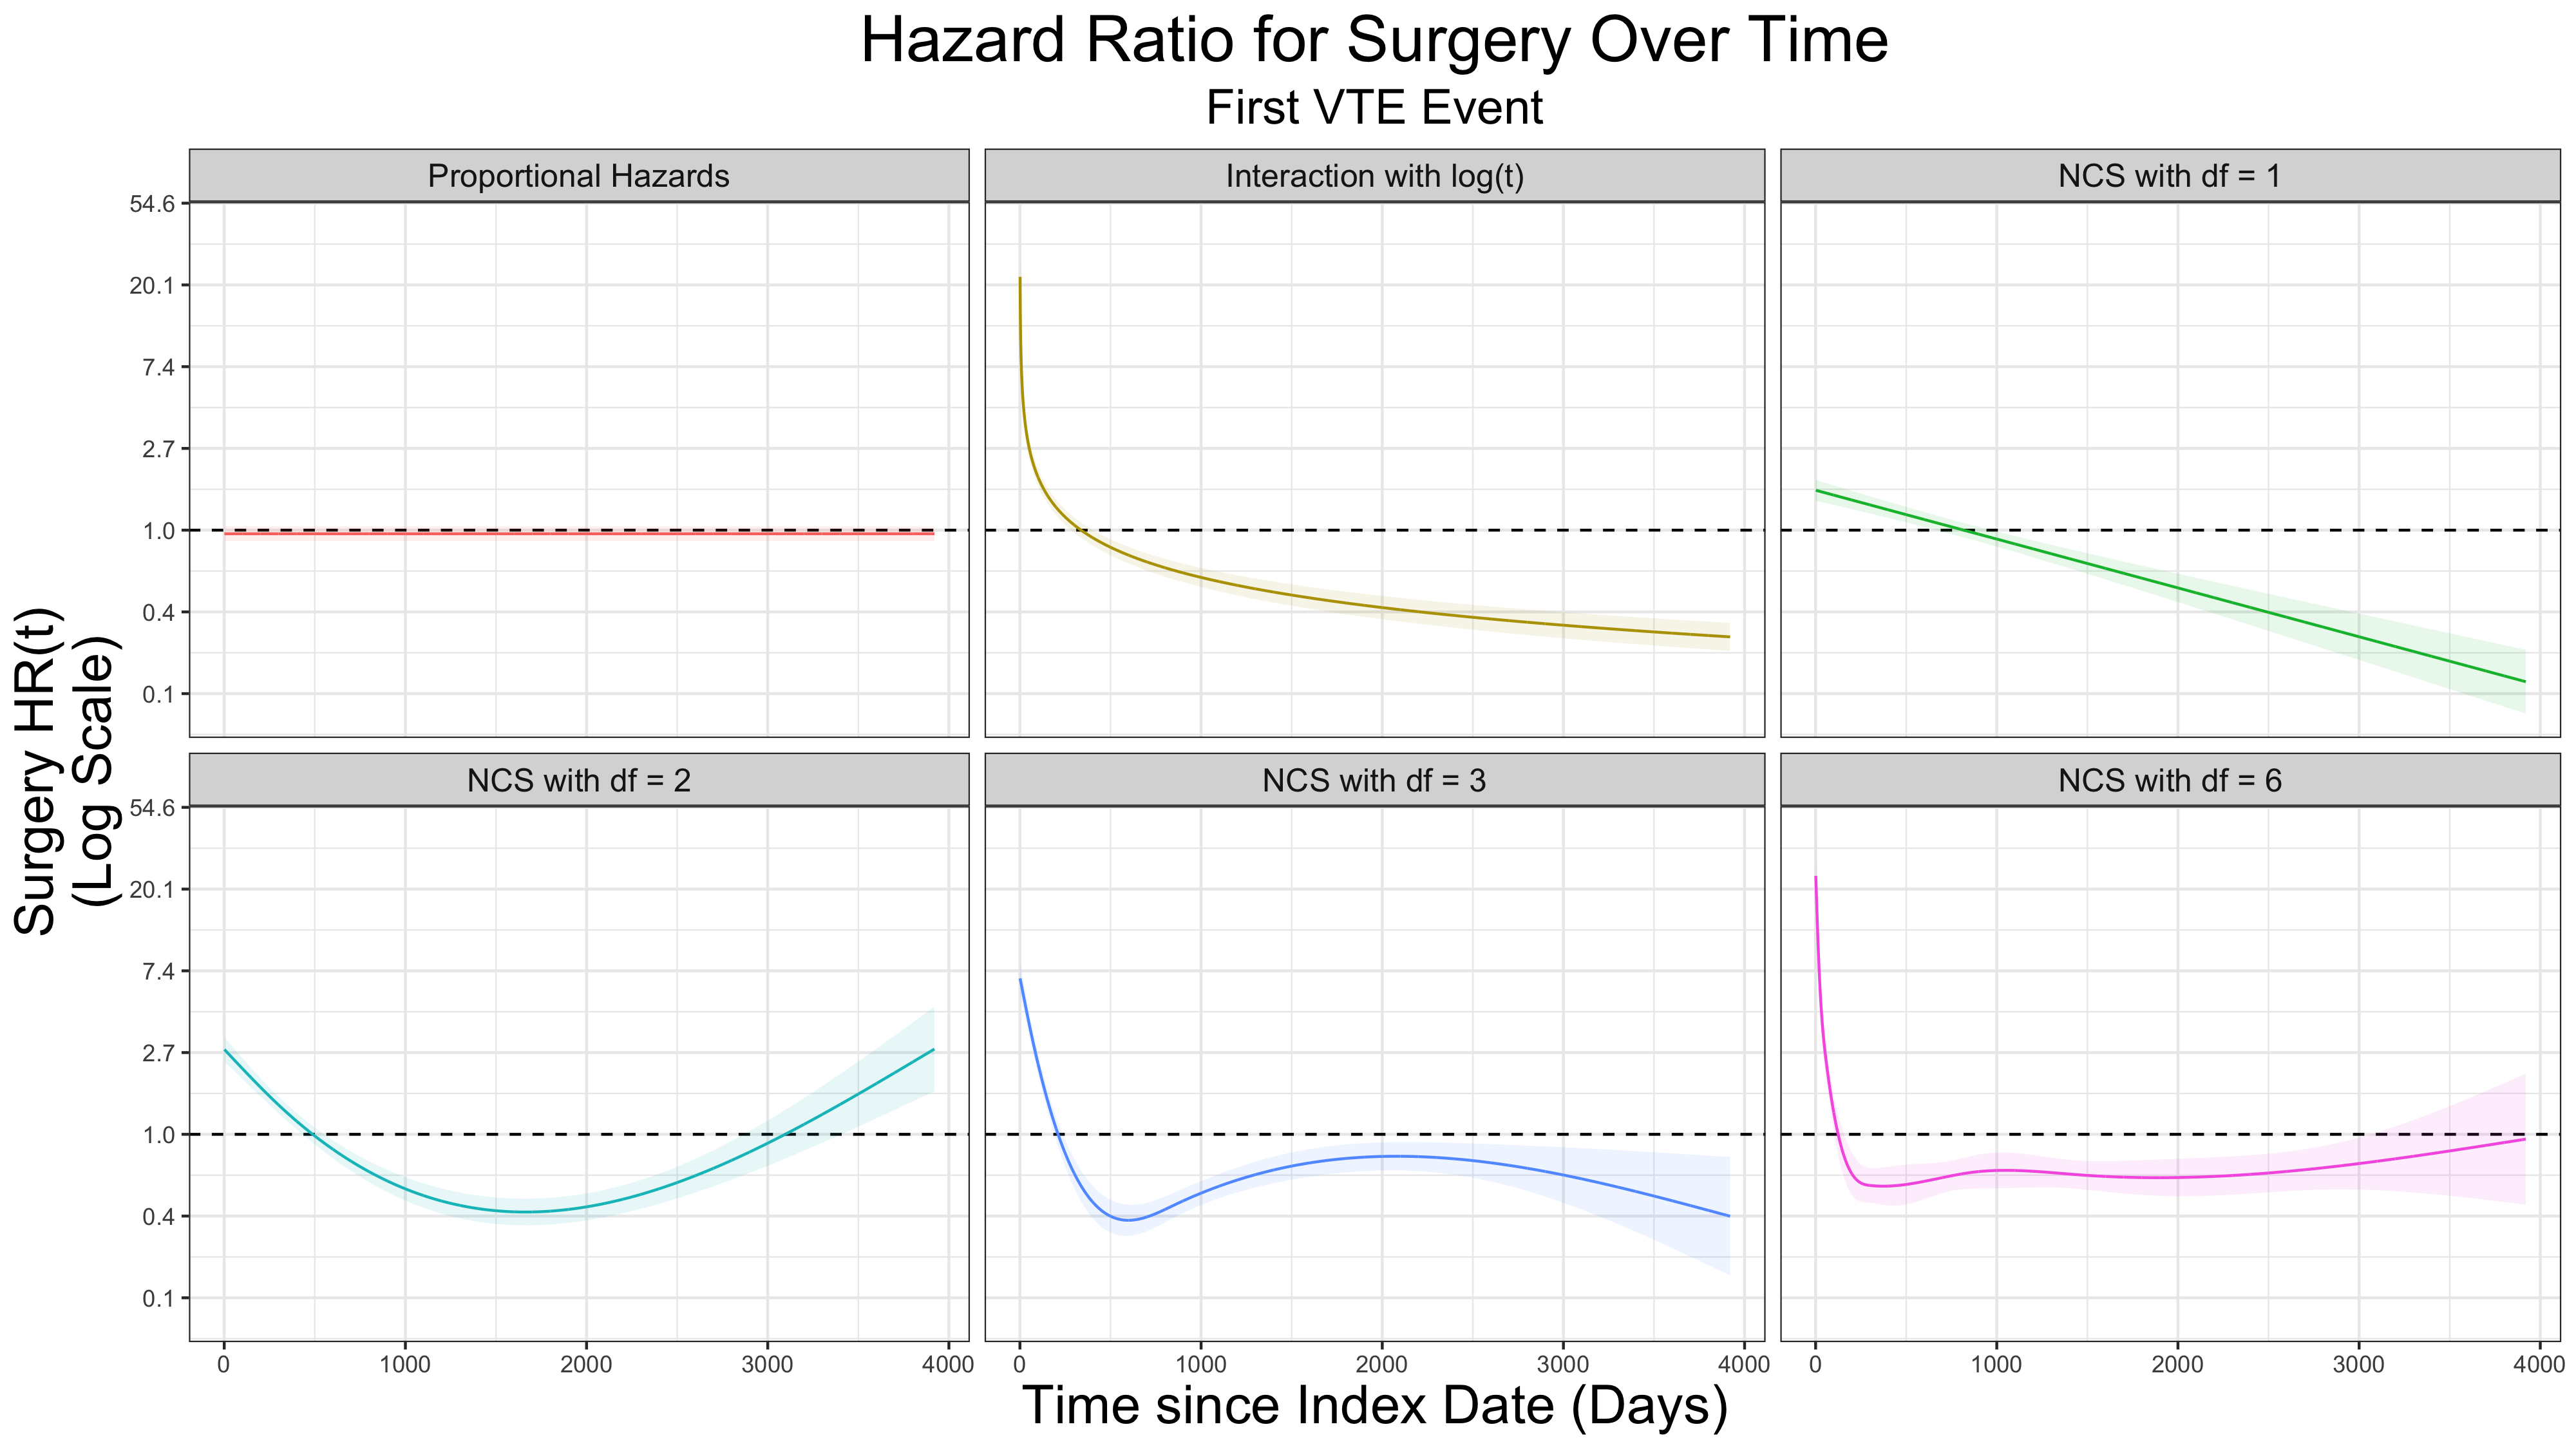 Hazard Ratio for Surgery Over Time
First VTE Event
Proportional Hazards
Interaction with log(t)
NCS with df = 1
54.6
20.1
7.4
2.7
1.0
0.4
0.1
NCS with df = 2
NCS with df = 3
NCS with df = 6
54.6
20.1
7.4
2.7
1.0
0.4
0.1
Surgery HR(t)
(Log Scale)
0 1000 2000 3000 4000
0 1000 2000 3000 4000
0 1000 2000 3000 4000
Time since Index Date (Days)